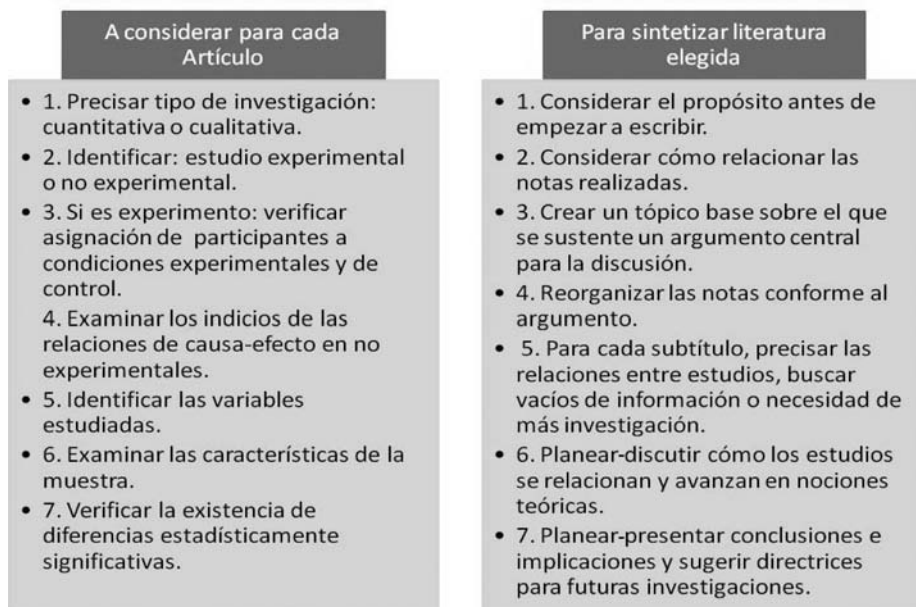 A considerar para cada
Artículo
• 1. Precisar tipo de investigación:
cuantitativa o cualitativa.
• 2. Identificar: estudio experimental
o no experimental.
• 3. Si es experimento: verificar
asignación de participantes a
condiciones experimentales y de
control.
4. Examinar los indicios de las
relaciones de causa-efecto en no
experimentales.
• 5. Identificar las variables
estudiadas.
• 6. Examinar las características de la
muestra.
• 7. Verificar la existencia de
diferencias estadísticamente
significativas.
Para sintetizar literatura
elegida
• 1. Considerar el propósito antes de
empezar a escribir.
• 2. Considerar cómo relacionar las
notas realizadas.
• 3. Crear un tópico base sobre el que
se sustente un argumento central
para la discusión.
• 4. Reorganizar las notas conforme al
argumento.
• 5. Para cada subtítulo, precisar las
relaciones entre estudios, buscar
vacíos de información o necesidad de
más investigación.
• 6. Planear-discutir cómo los estudios
se relacionan y avanzan en nociones
teóricas.
• 7. Planear-presentar conclusiones e
implicaciones y sugerir directrices
para futuras investigaciones.